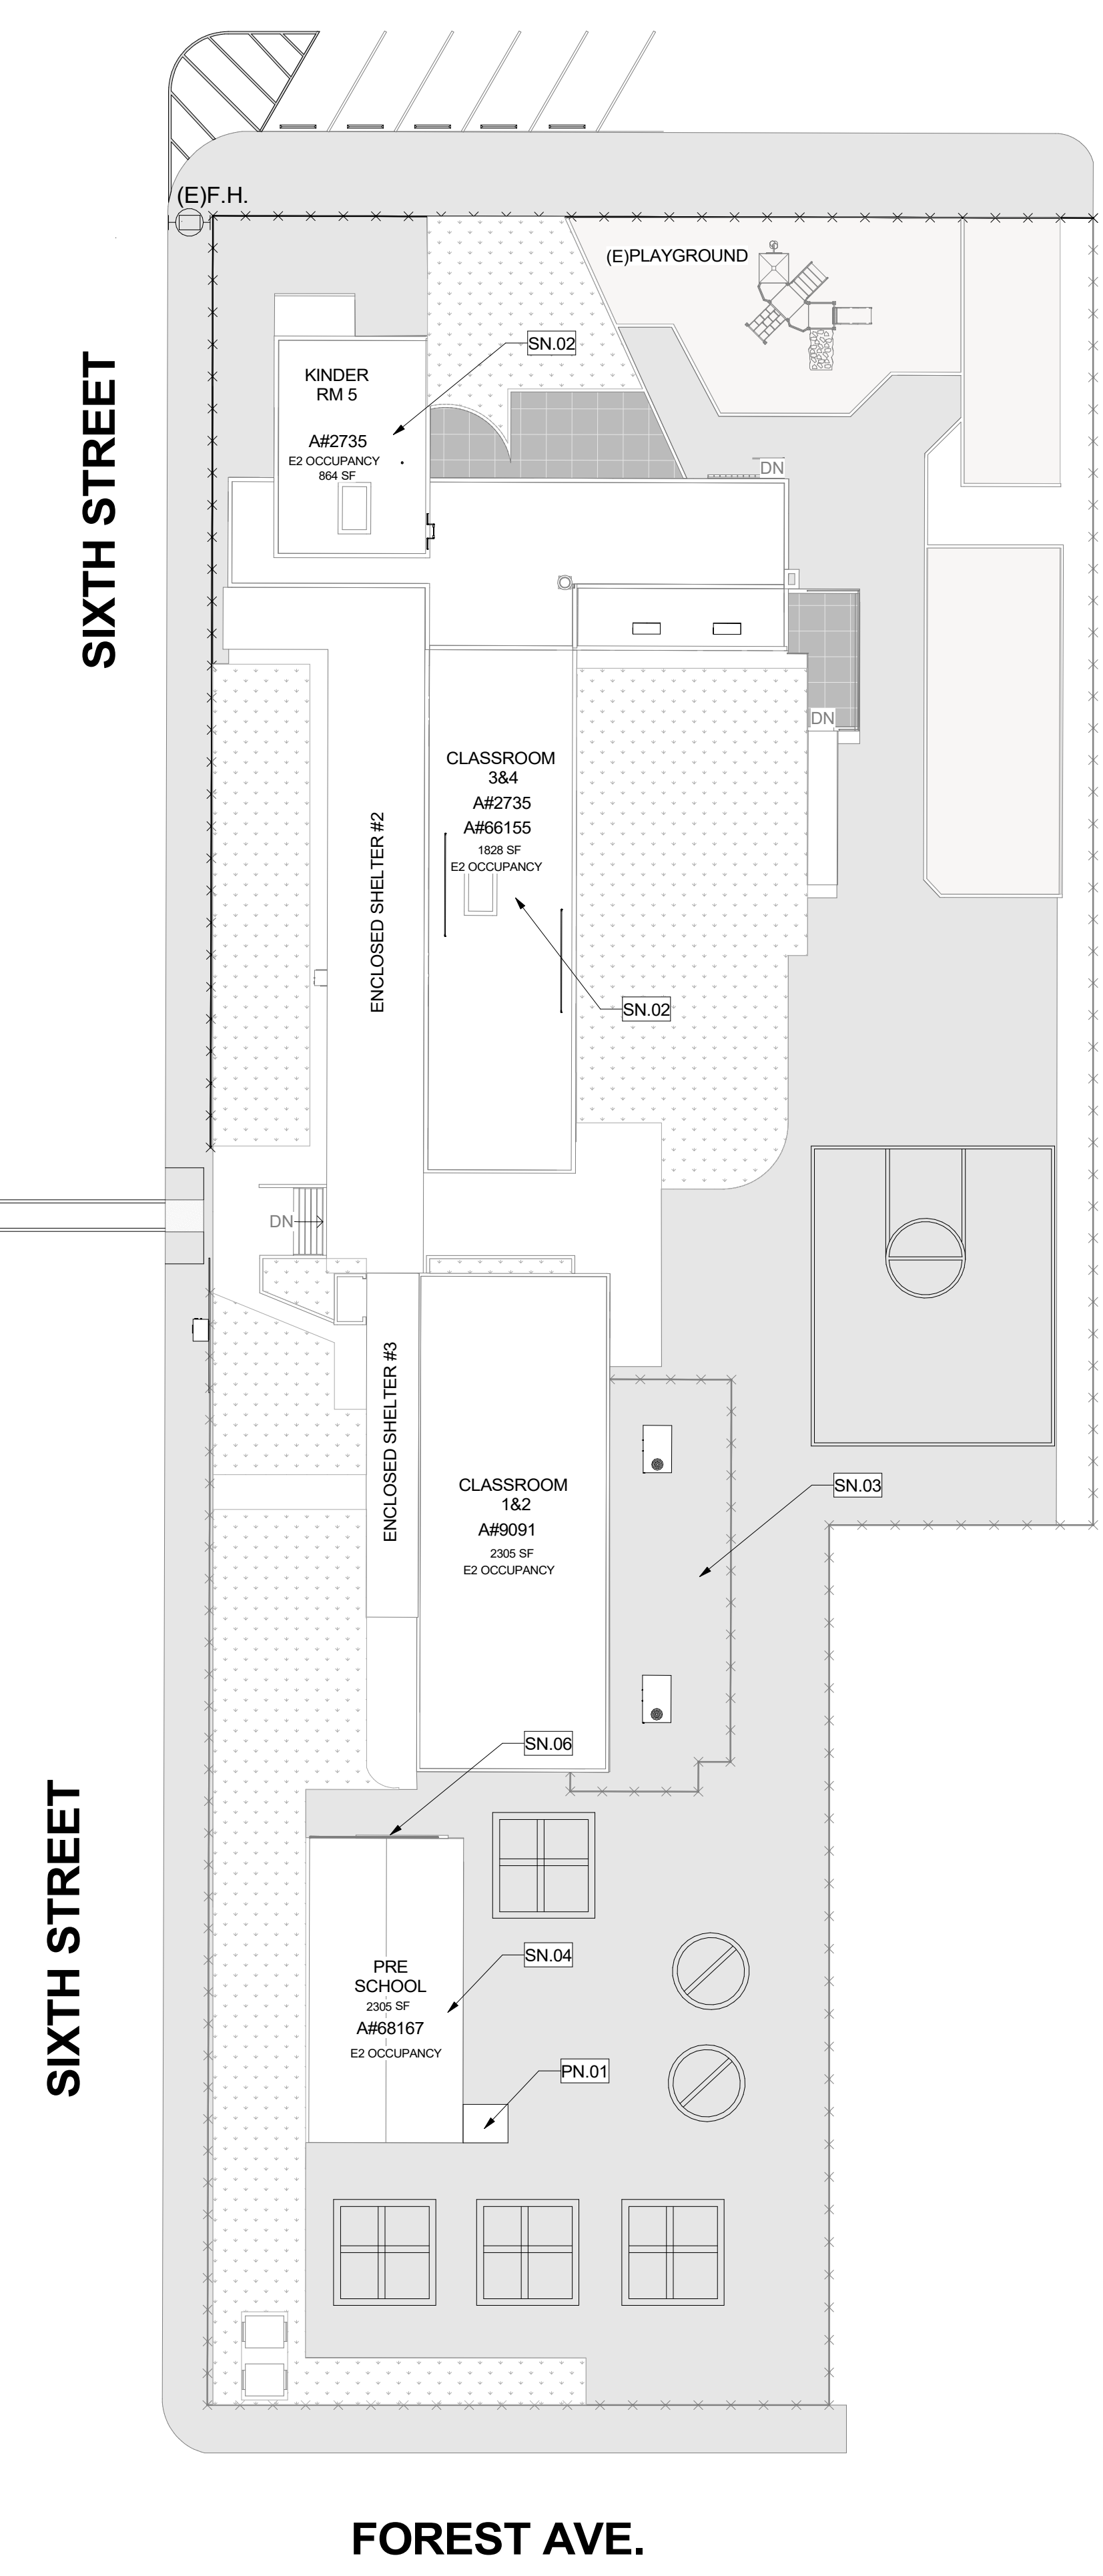 (E)F.H.
(E)PLAYGROUND
SN.02
KINDER
RM 5
A#2735
E2 OCCUPANCY
864 SF
DN
SIXTH STREET
DN
CLASSROOM
3&4
A#2735
A#66155
1828 SF
E2 OCCUPANCY
ENCLOSED SHELTER #2
SN.02
DN
ENCLOSED SHELTER #3
CLASSROOM
1&2
A#9091
2305 SF
E2 OCCUPANCY
SN.03
SN.06
SIXTH STREET
PRE
SCHOOL
2305 SF
A#68167
E2 OCCUPANCY
SN.04
PN.01
FOREST AVE.